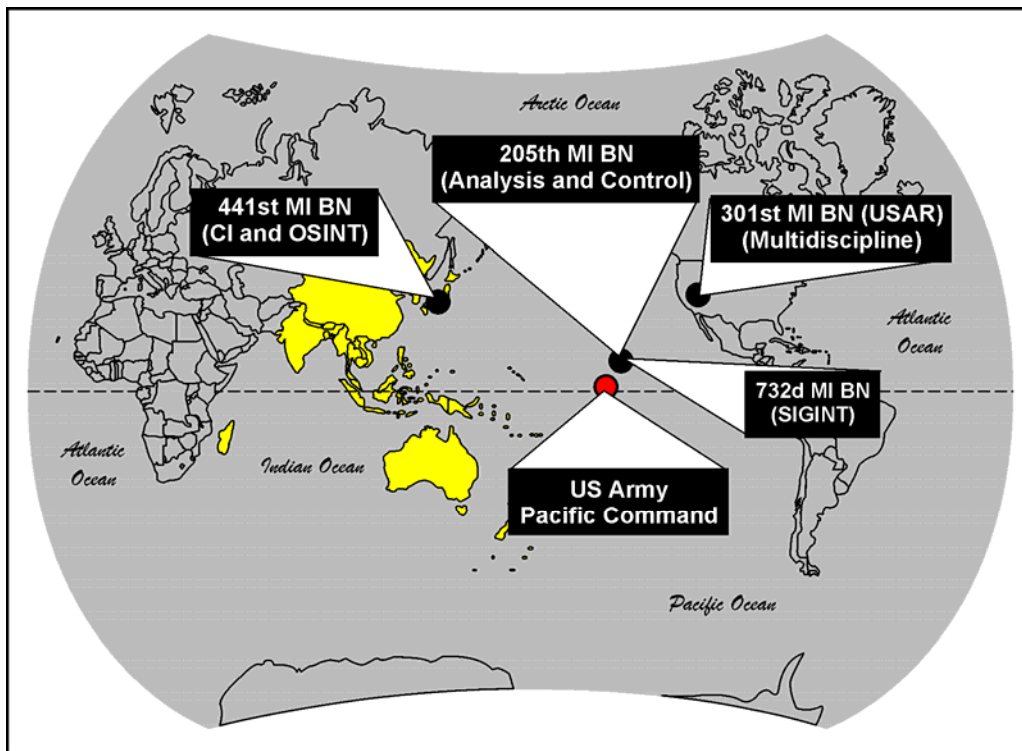 Arctic Ocean
205th MI BN
(Analysis and Control)
441st MI BN
(CI and OSINT)
301st MI BN (USAR)
(Multidiscipline)
Atlantic
Ocean
732d MI BN
(SIGINT)
Atlantic
Ocean
Indian Ocean
US Army
Pacific Command
Pacific Ocean